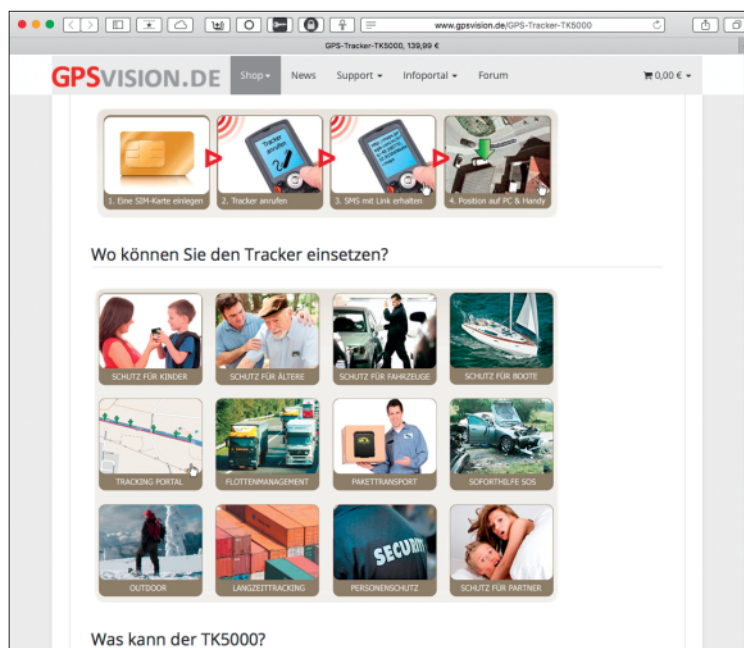 www.gpsvision.de/GPS-Tracker-TK5000
GPS-Tracker-TK5000, 139,99 €
GPSVISION.DE Shop News Support Infoportal Forum 0,00 €
Tracker anrufen
1. Eine SIM-Karte einlegen 2. Tracker anrufen 3. SMS mit Link erhalten 4. Position auf PC & Handy
Wo können Sie den Tracker einsetzen?
SCHUTZ FÜR KINDER SCHUTZ FÜR ÄLTERE SCHUTZ FÜR FAHRZEUGE SCHUTZ FÜR BOOTE
TRACKING PORTAL FLOTTENMANAGEMENT PAKETTRANSPORT SOFORTHILFE SOS
SECURITY
OUTDOOR LANGZEITTRACKING PERSONENSCHUTZ SCHUTZ FÜR PARTNER
Was kann der TK5000?